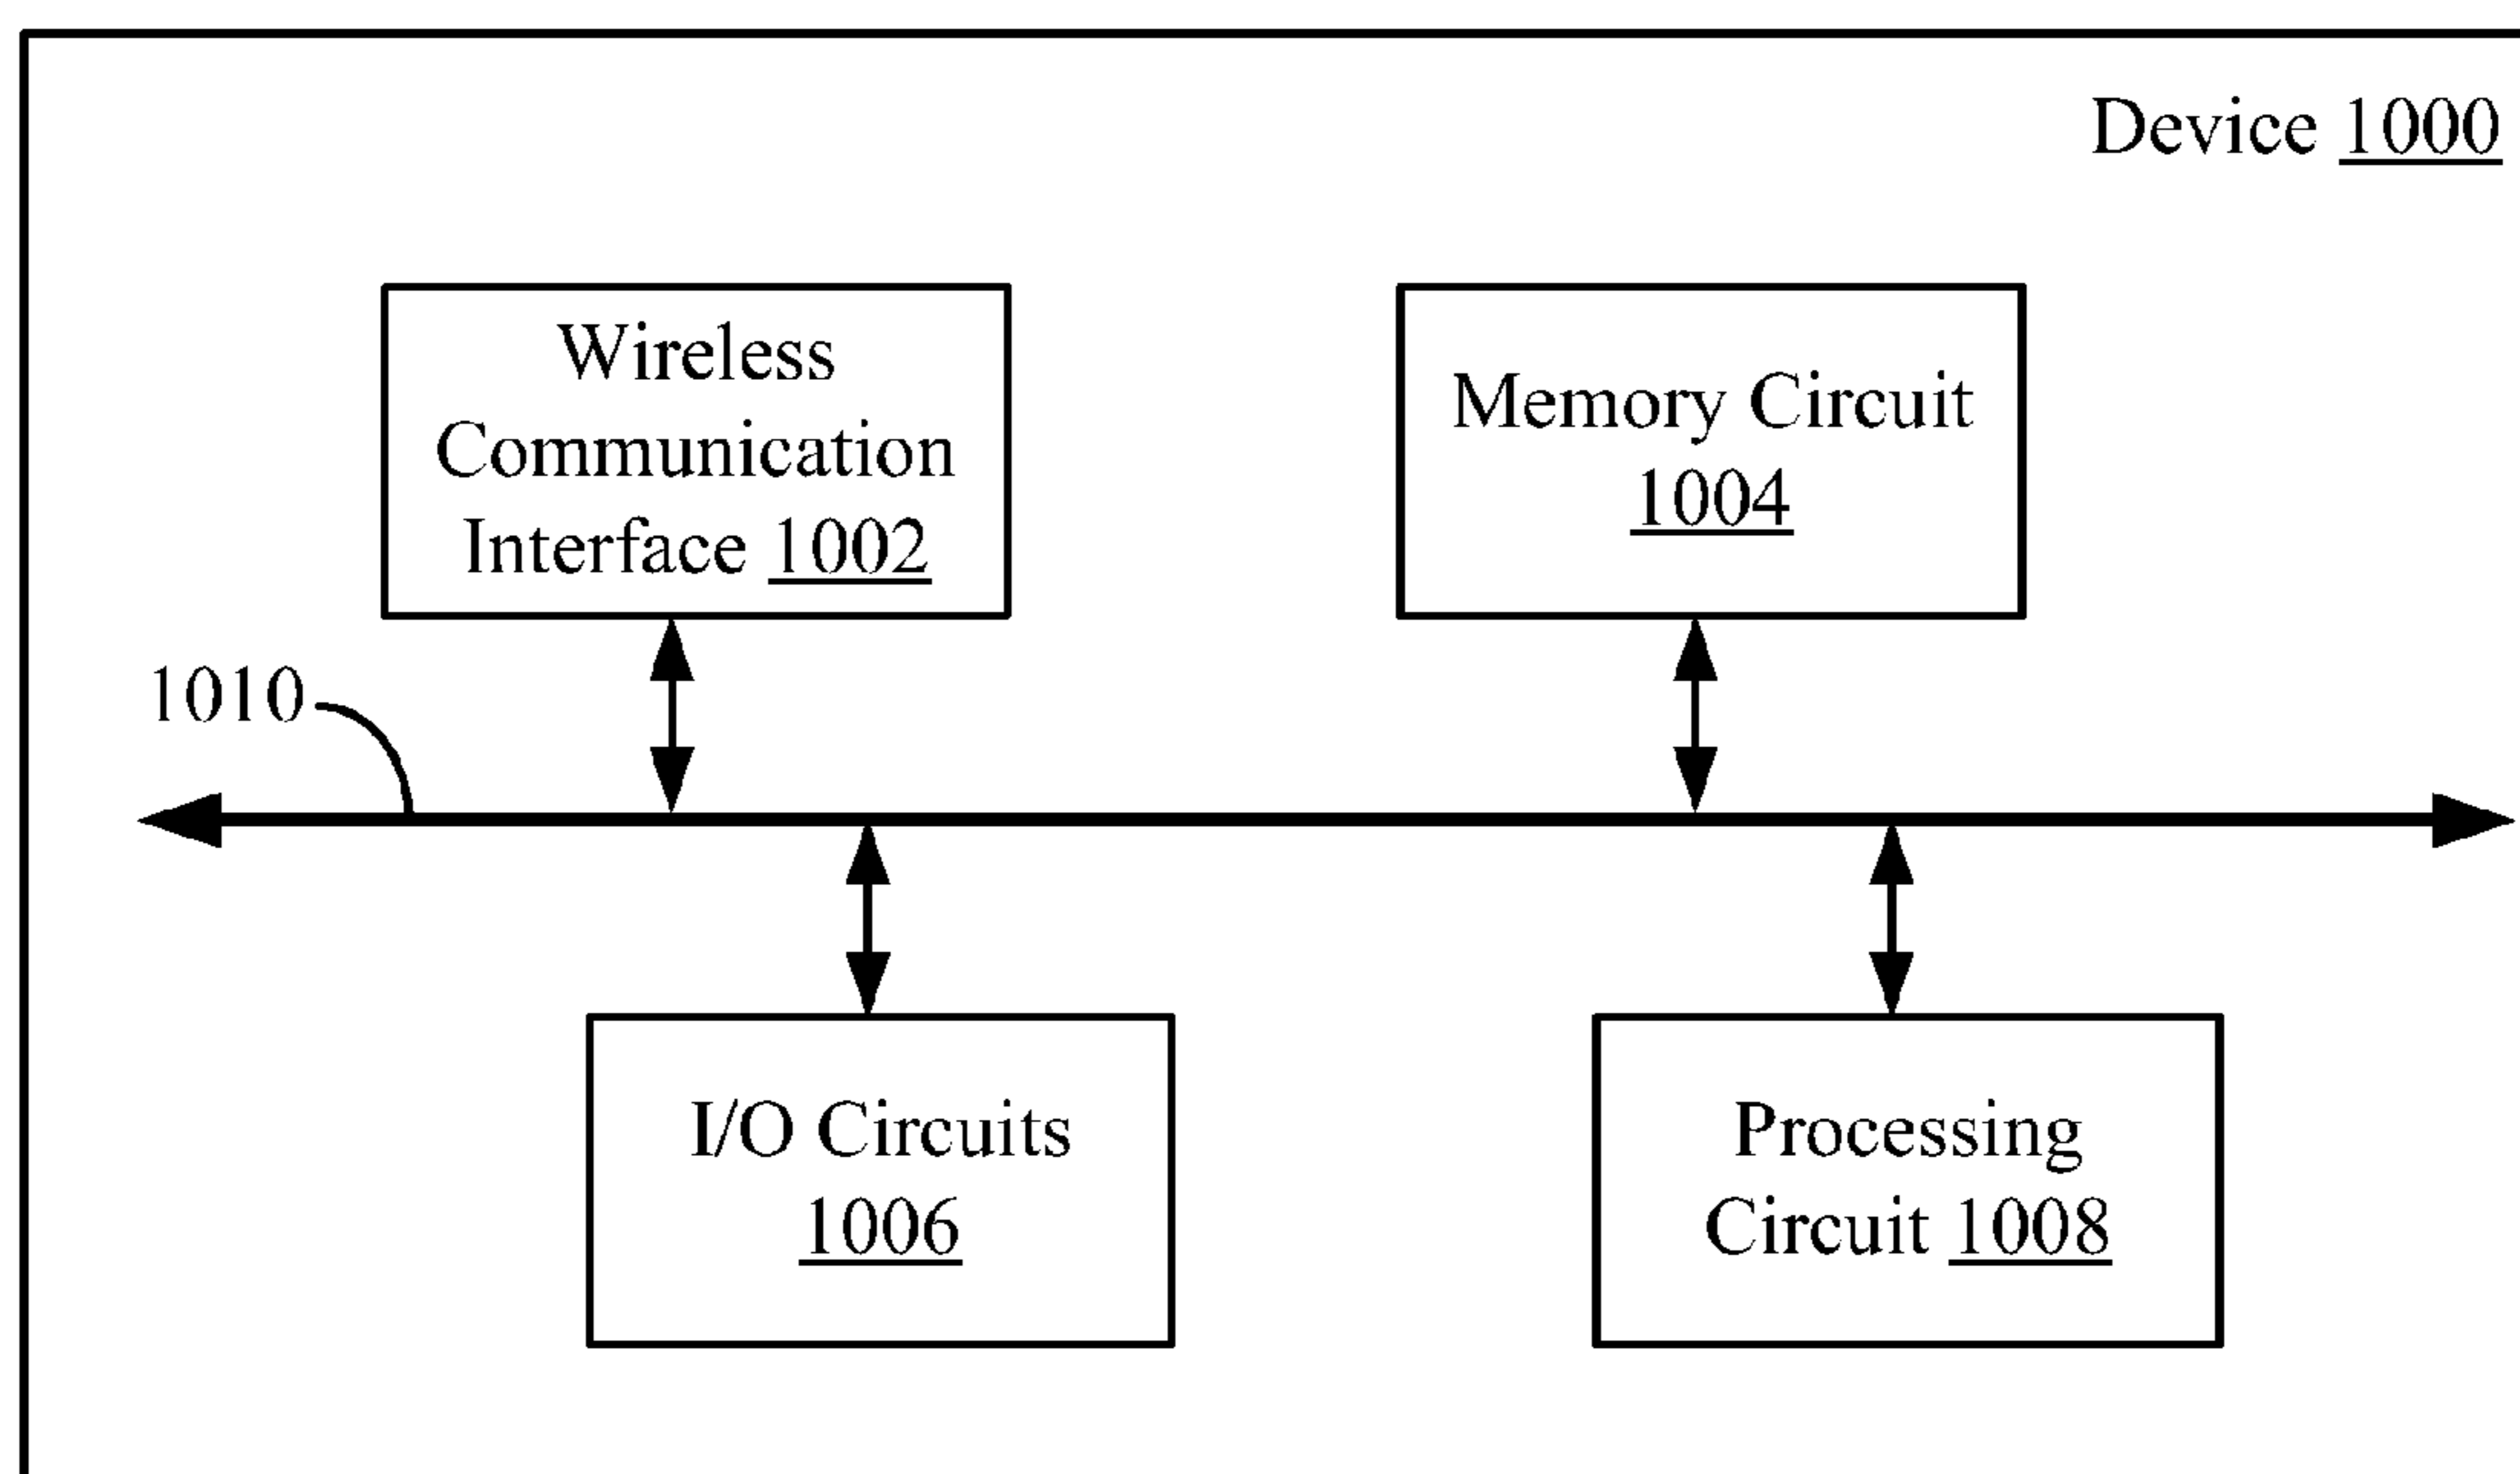 Device 1000
Wireless
Communication
Interface 1002
Memory Circuit
1004
1010
I/O Circuits
1006
Processing
Circuit 1008